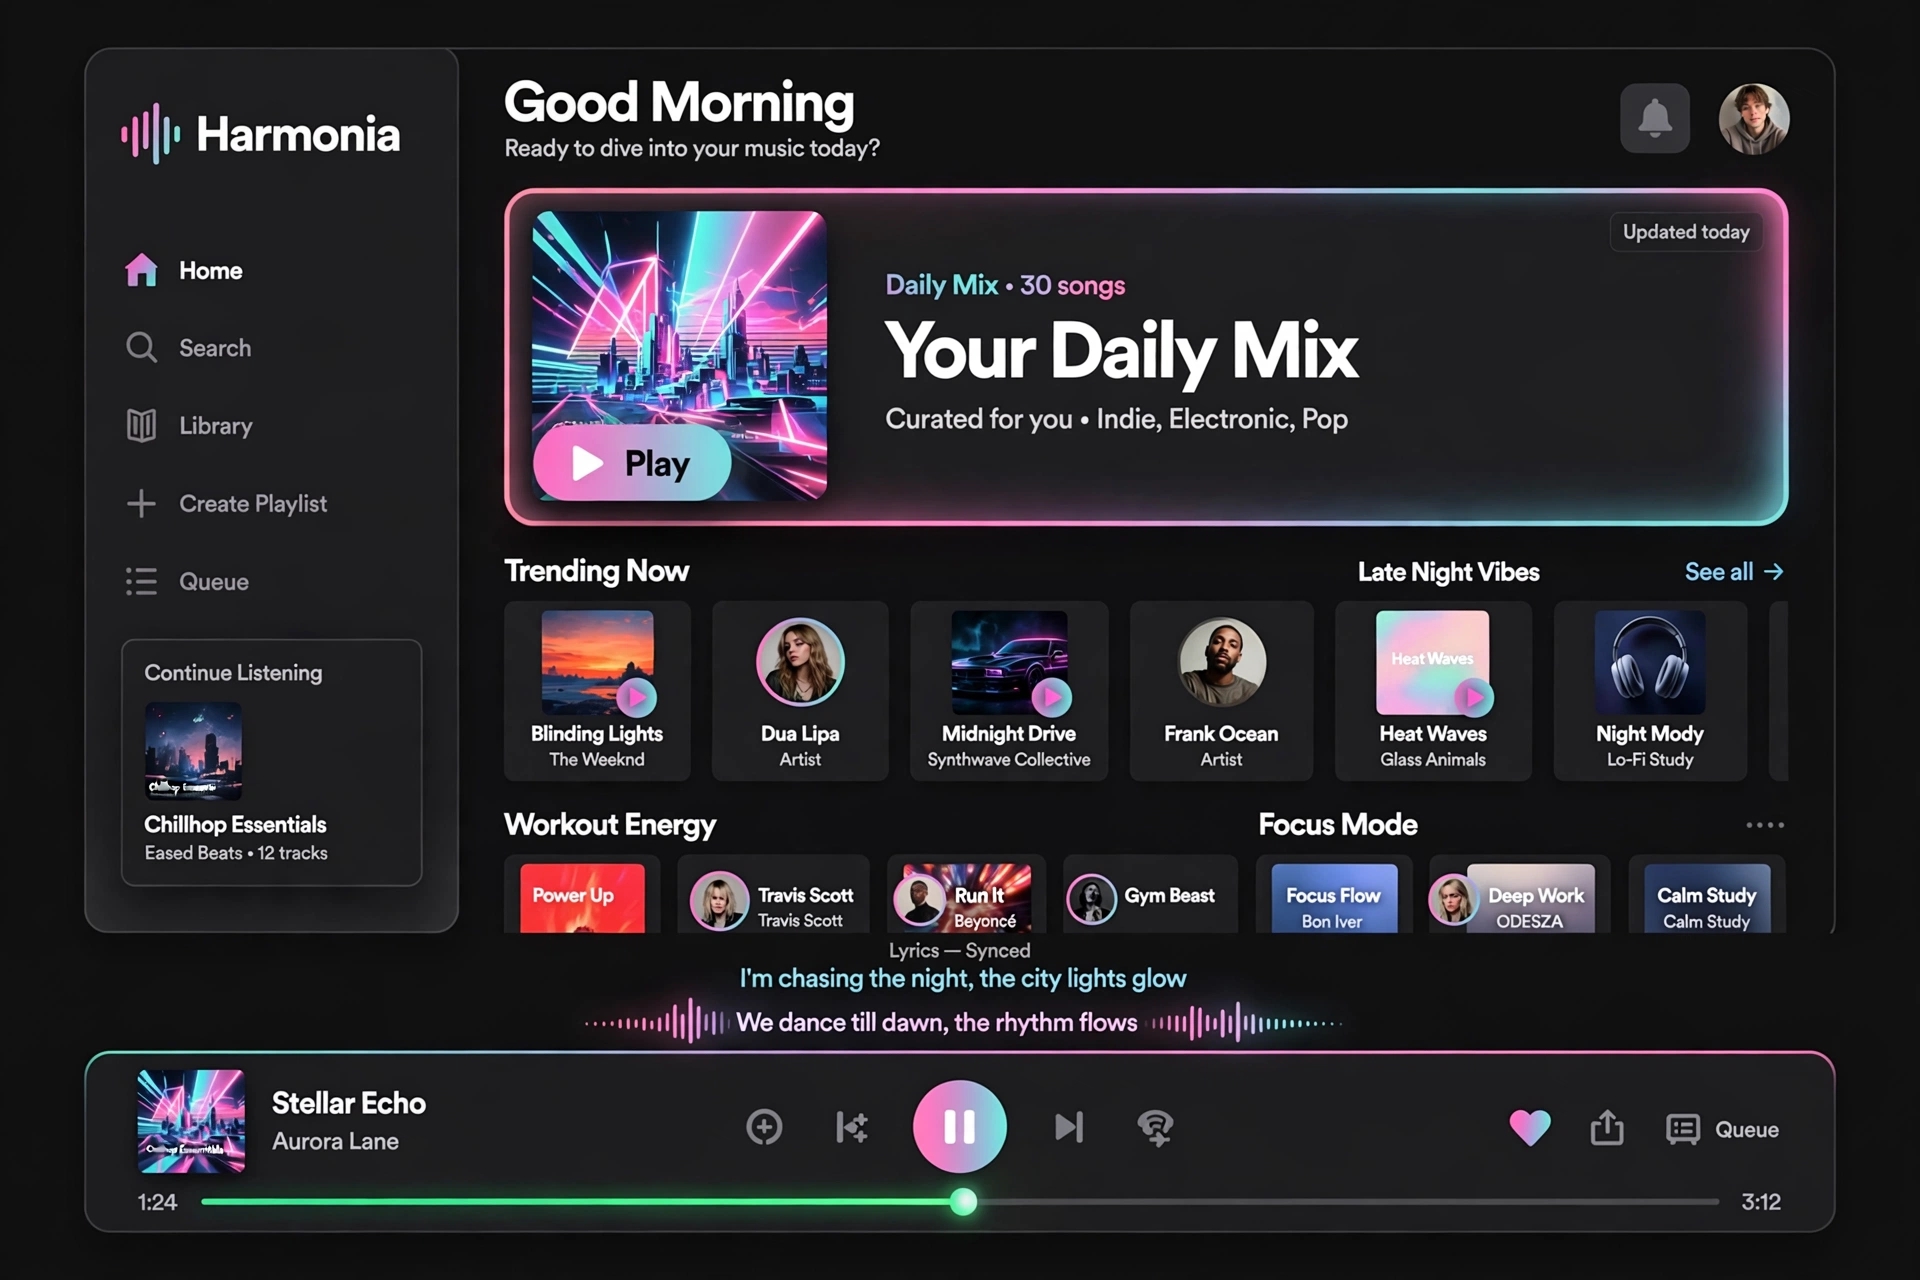 Harmonia
Home
Search
Library
Create Playlist
Queue
Continue Listening
Chillhop Essentials
Eased Beats • 12 tracks
Good Morning
Ready to dive into your music today?
Updated today
Daily Mix • 30 songs
Your Daily Mix
Curated for you • Indie, Electronic, Pop
Play
Trending Now
Late Night Vibes
See all →
Blinding Lights
The Weeknd
Dua Lipa
Artist
Midnight Drive
Synthwave Collective
Frank Ocean
Artist
Heat Waves
Heat Waves
Glass Animals
Night Mody
Lo-Fi Study
Workout Energy
Focus Mode
Power Up
Travis Scott
Travis Scott
Run It
Beyoncé
Gym Beast
Focus Flow
Bon Iver
Deep Work
ODESZA
Calm Study
Calm Study
Lyrics — Synced
I'm chasing the night, the city lights glow
We dance till dawn, the rhythm flows
Stellar Echo
Aurora Lane
Queue
1:24
3:12